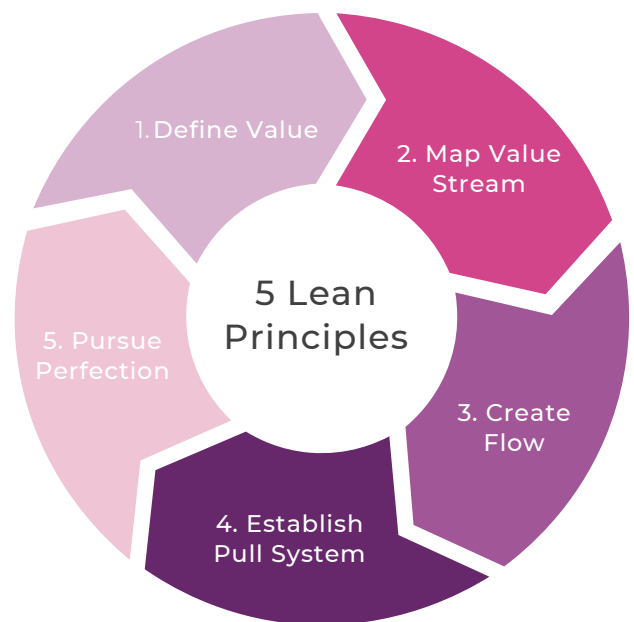 5 Lean
Principles
1. Define Value
2. Map Value
Stream
3. Create
Flow
4. Establish
Pull System
5. Pursue
Perfection